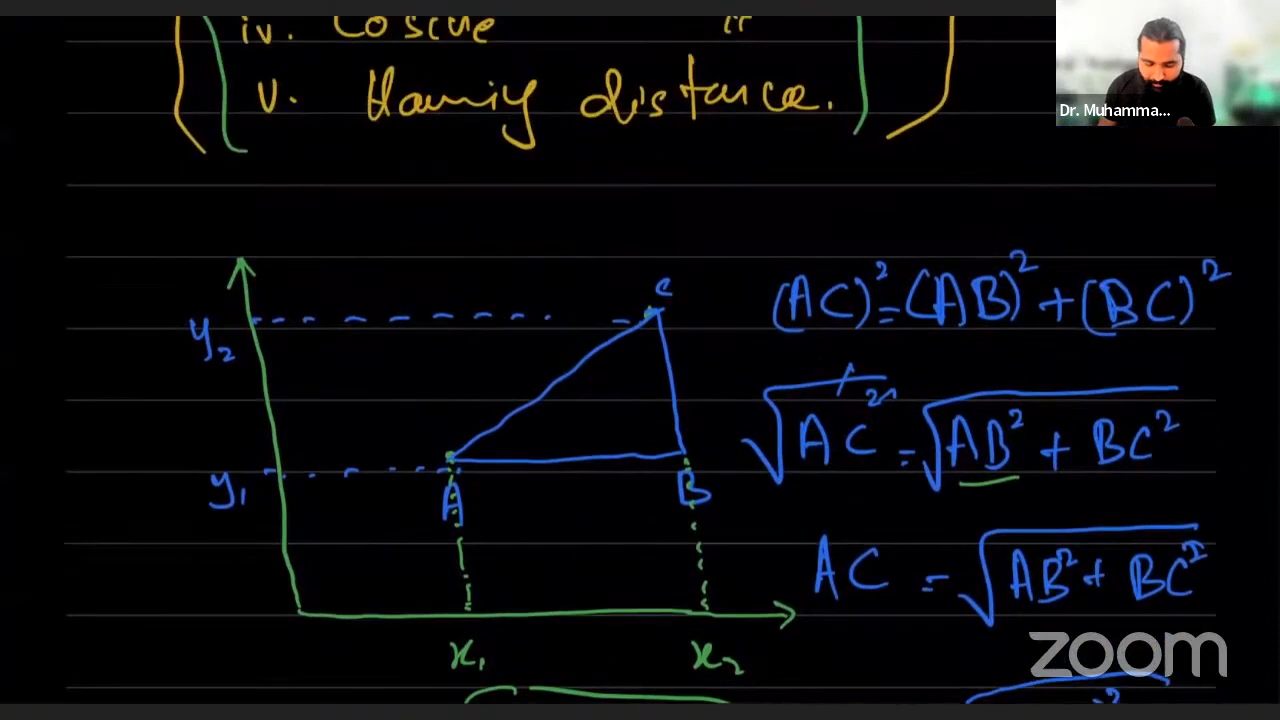 iv. Cosine "
Dr. Muhamma...
v. Haming distance.
C
y₂
(AC)² = (AB)² + (BC)²
√AC² = √AB² + BC²
y₁
A
B
AC = √AB² + BC²
x₁
x₂
zoom